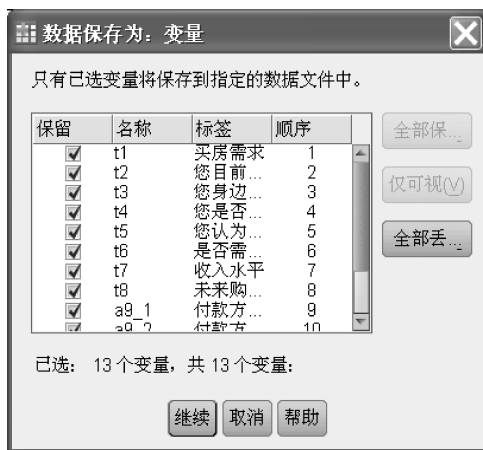 数据保存为：变量
只有已选变量将保存到指定的数据文件中。
保留 名称 标签 顺序
t1 买房需求 1
t2 您目前... 2
t3 您身边... 3
t4 您是否... 4
t5 您认为... 5
t6 是否需... 6
t7 收入水平 7
t8 未来购... 8
a9_1 付款方... 9
a9_2 付款方... 10
全部保...
仅可视(V)
全部丢...
已选： 13 个变量，共 13 个变量；
继续 取消 帮助